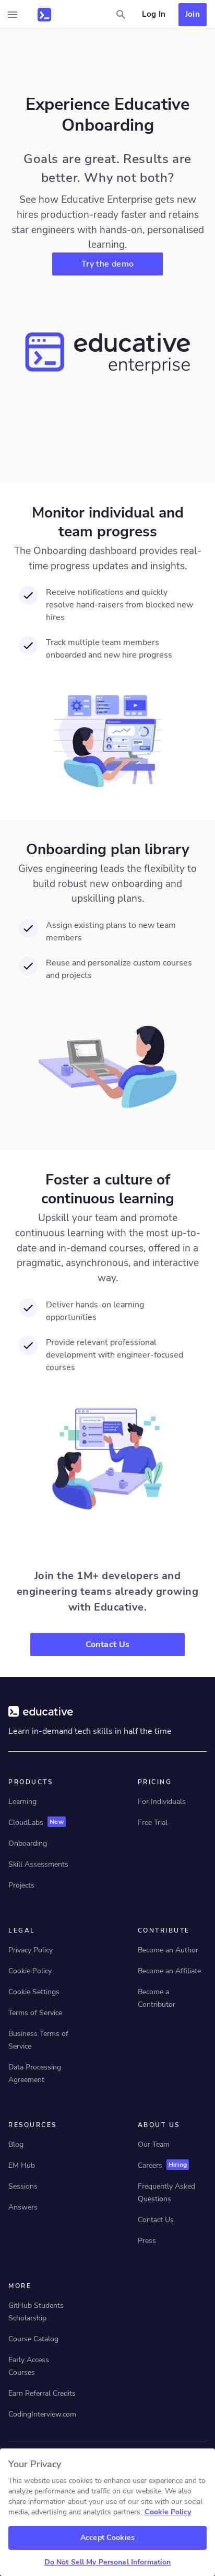 Log In
Join
Experience Educative
Onboarding
Goals are great. Results are
better. Why not both?
See how Educative Enterprise gets new
hires production-ready faster and retains
star engineers with hands-on, personalised
learning.
Try the demo
educative
enterprise
Monitor individual and
team progress
The Onboarding dashboard provides real-
time progress updates and insights.
Receive notifications and quickly
resolve hand-raisers from blocked new
hires
Track multiple team members
onboarded and new hire progress
Onboarding plan library
Gives engineering leads the flexibility to
build robust new onboarding and
upskilling plans.
Assign existing plans to new team
members
Reuse and personalize custom courses
and projects
Foster a culture of
continuous learning
Upskill your team and promote
continuous learning with the most up-to-
date and in-demand courses, offered in a
pragmatic, asynchronous, and interactive
way.
Deliver hands-on learning
opportunities
Provide relevant professional
development with engineer-focused
courses
Join the 1M+ developers and
engineering teams already growing
with Educative.
Contact Us
educative
Learn in-demand tech skills in half the time
PRODUCTS
Learning
CloudLabs New
Onboarding
Skill Assessments
Projects
PRICING
For Individuals
Free Trial
LEGAL
Privacy Policy
Cookie Policy
Cookie Settings
Terms of Service
Business Terms of
Service
Data Processing
Agreement
CONTRIBUTE
Become an Author
Become an Affiliate
Become a
Contributor
RESOURCES
Blog
EM Hub
Sessions
Answers
ABOUT US
Our Team
Careers Hiring
Frequently Asked
Questions
Contact Us
Press
MORE
GitHub Students
Scholarship
Course Catalog
Early Access
Courses
Earn Referral Credits
CodingInterview.com
Your Privacy
This website uses cookies to enhance user experience and to
analyze performance and traffic on our website. We also share
information about your use of our site with our social media,
advertising and analytics partners. Cookie Policy
Accept Cookies
Do Not Sell My Personal Information